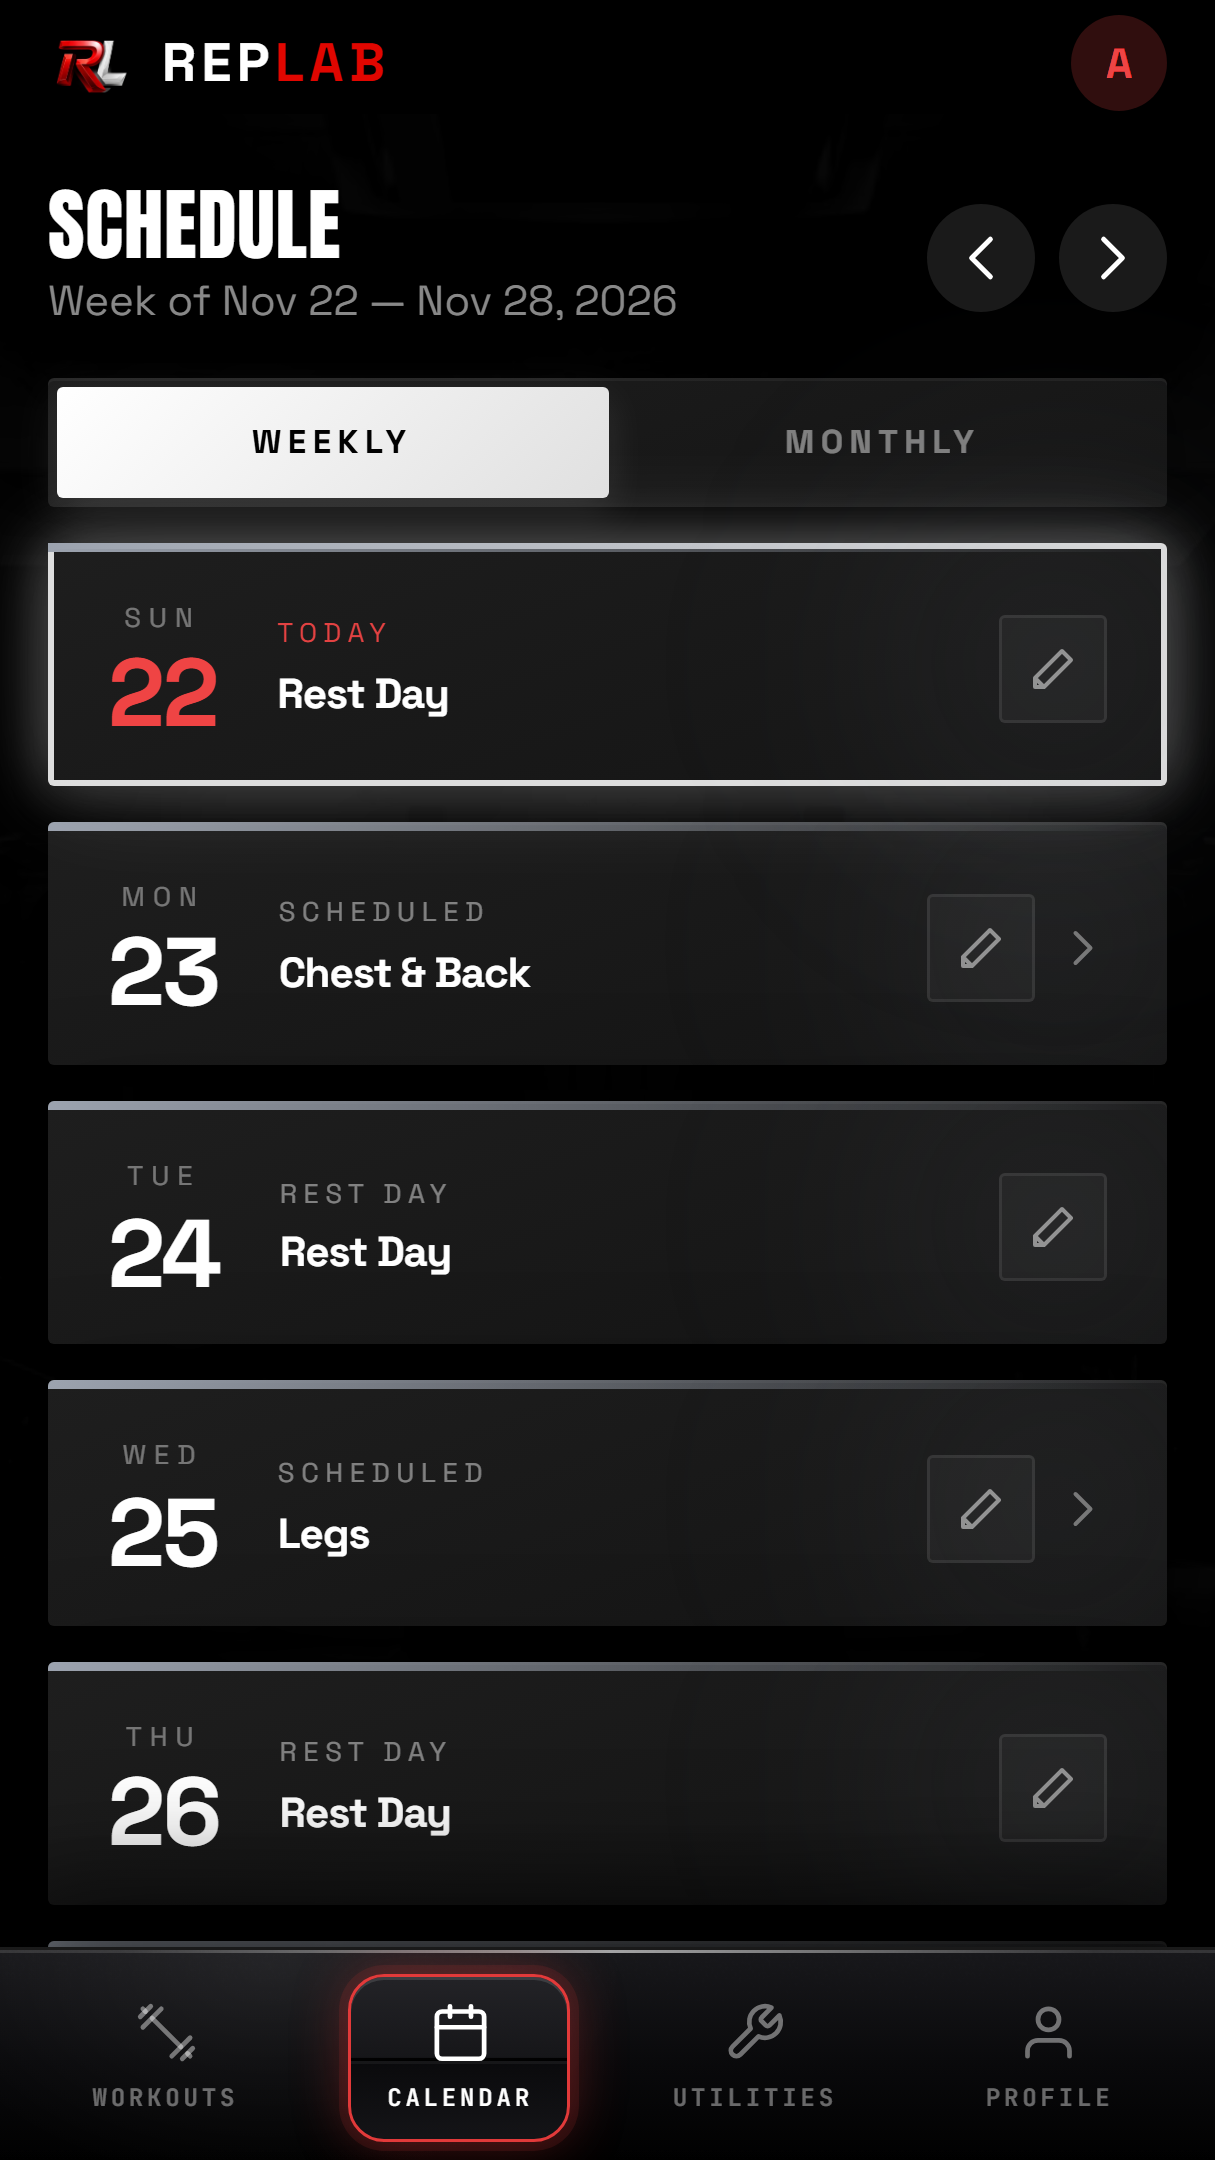 RL REPLAB
A
SCHEDULE
Week of Nov 22 — Nov 28, 2026
WEEKLY
MONTHLY
SUN
22
TODAY
Rest Day
MON
23
SCHEDULED
Chest & Back
TUE
24
REST DAY
Rest Day
WED
25
SCHEDULED
Legs
THU
26
REST DAY
Rest Day
WORKOUTS
CALENDAR
UTILITIES
PROFILE